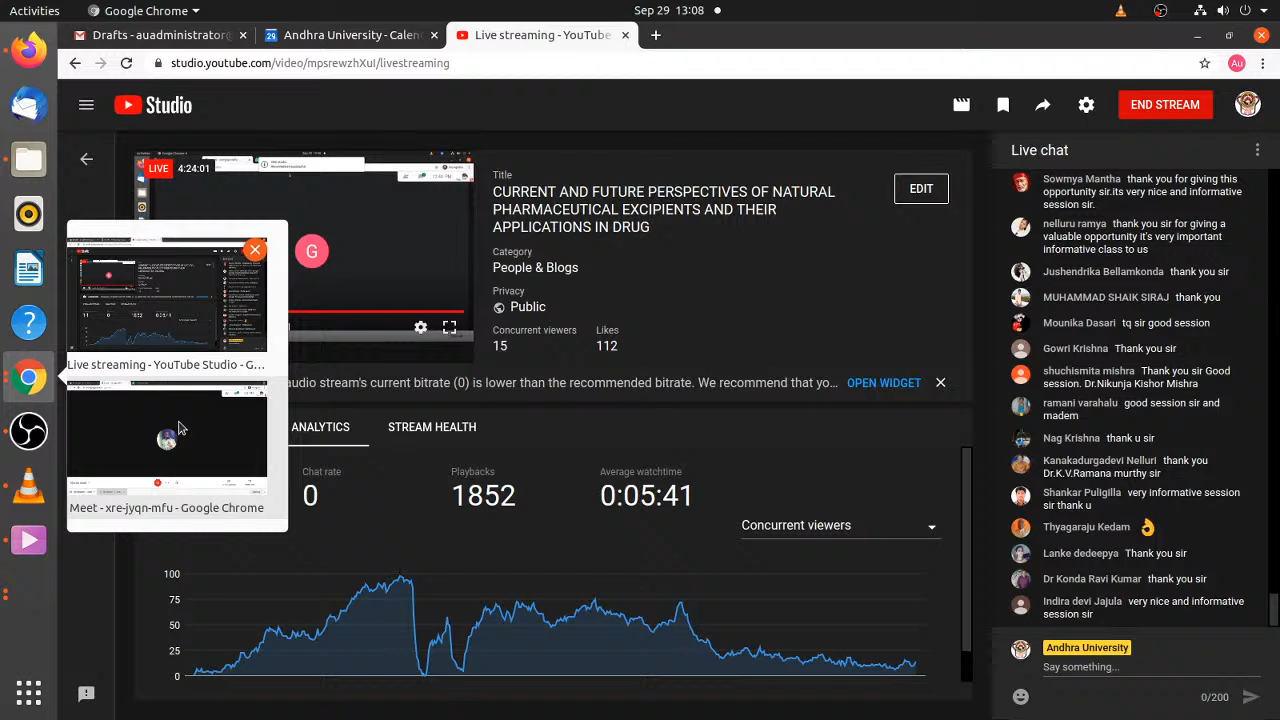 Activities
Google Chrome
Sep 29 13:08
Drafts - auadministrator@
Andhra University - Calen
Live streaming - YouTube
studio.youtube.com/video/mpsrewzhXuI/livestreaming
Au
Studio
END STREAM
LIVE
4:24:01
G
Title
CURRENT AND FUTURE PERSPECTIVES OF NATURAL
PHARMACEUTICAL EXCIPIENTS AND THEIR
APPLICATIONS IN DRUG
EDIT
Category
People & Blogs
Privacy
Public
Concurrent viewers
15
Likes
112
Live streaming - YouTube Studio - G...
Meet - xre-jyqn-mfu - Google Chrome
current bitrate (0) is lower than the recommended bitrate. We recommend that yo...
OPEN WIDGET
ANALYTICS
STREAM HEALTH
Chat rate
0
Playbacks
1852
Average watchtime
0:05:41
Concurrent viewers
100
75
50
25
0
Live chat
Sowmya Mantha thank you for giving this
opportunity sir.its very nice and informative
session sir.
nelluru ramya thank you sir for giving a
valuable opportunity it's very important
informative class to us
thank you sir
MUHAMMAD SHAIK SIRAJ thank you
Mounika Dasari tq sir good session
Gowri Krishna Thank you sir
shuchismita mishra Thank you sir Good
session. Dr.Nikunja Kishor Mishra
ramani varahalu good session sir and
madem
Nag Krishna thank u sir
Kanakadurgadevi Nelluri thank you
Dr.K.V.Ramana murthy sir
Shankar Puligilla very informative session
sir thank u
Thyagaraju Kedam 👌
Lanke dedeepya Thank you sir
Dr Konda Ravi Kumar thank you sir
Indira devi Jajula very nice and informative
session sir
Andhra University
Say something...
0/200